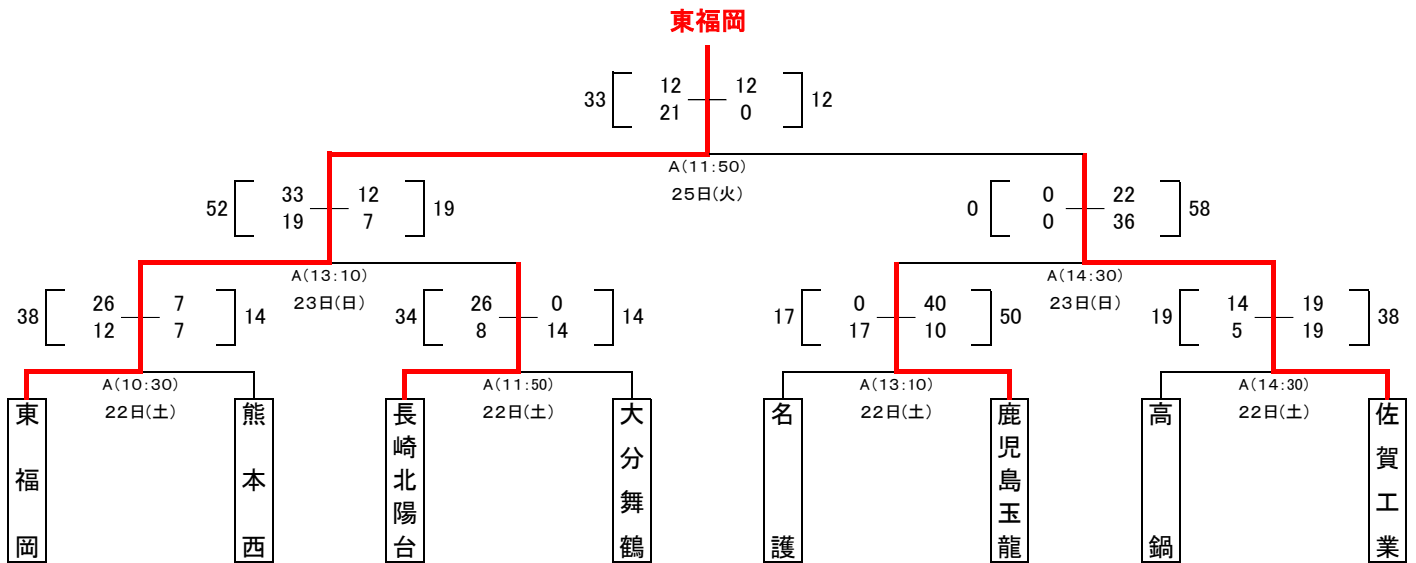 東福岡
33 12 12 12
21 0
A(11:50)
25日(火)
52 33 12 19
19 7
0 0 22 58
0 36
A(13:10)
23日(日)
A(14:30)
23日(日)
38 26 7 14
12 7
34 26 0 14
8 14
17 0 40 50
17 10
19 14 19 38
5 19
A(10:30)
22日(土)
A(11:50)
22日(土)
A(13:10)
22日(土)
A(14:30)
22日(土)
東福岡
熊本西
長崎北陽台
大分舞鶴
名護
鹿児島玉龍
高鍋
佐賀工業